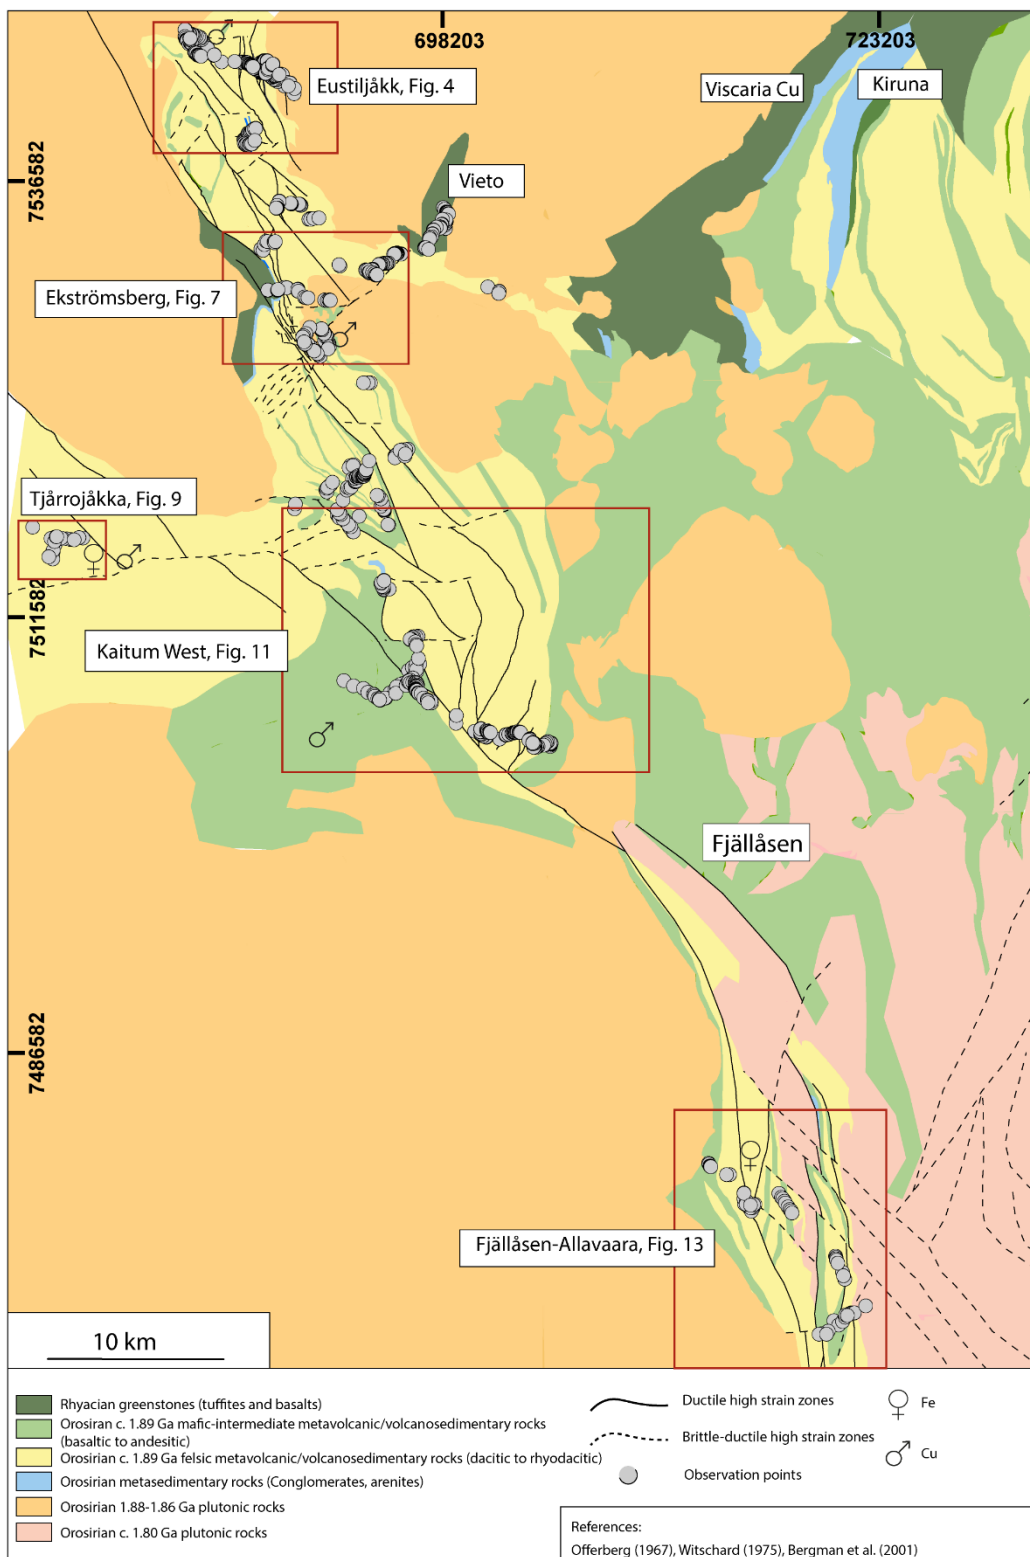 698203
723203
Eustiljåkk, Fig. 4
Viscaria Cu
Kiruna
7536582
Vieto
Ekströmsberg, Fig. 7
Tjårrojåkka, Fig. 9
7511582
Kaitum West, Fig. 11
Fjällåsen
7486582
Fjällåsen-Allavaara, Fig. 13
10 km
Rhyacian greenstones (tuffites and basalts)
Orosiran c. 1.89 Ga mafic-intermediate metavolcanic/volcanosedimentary rocks
(basaltic to andesitic)
Orosirian c. 1.89 Ga felsic metavolcanic/volcanosedimentary rocks (dacitic to rhyodacitic)
Orosirian metasedimentary rocks (Conglomerates, arenites)
Orosirian 1.88-1.86 Ga plutonic rocks
Orosirian c. 1.80 Ga plutonic rocks
Ductile high strain zones
Brittle-ductile high strain zones
Observation points
♀ Fe
♂ Cu
References:
Offerberg (1967), Witschard (1975), Bergman et al. (2001)